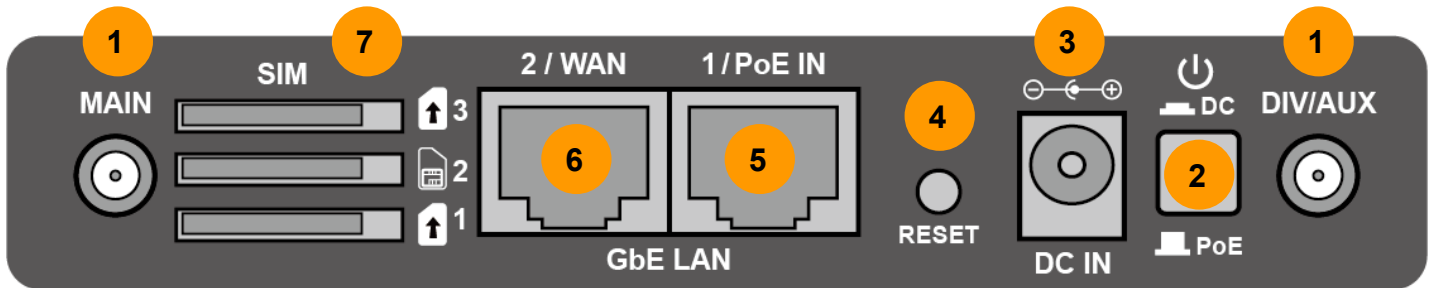 1
7
3
1
SIM
2 / WAN
1/PoE IN
MAIN
DC
DIV/AUX
3
4
6
5
2
2
1
RESET
PoE
GbE LAN
DC IN